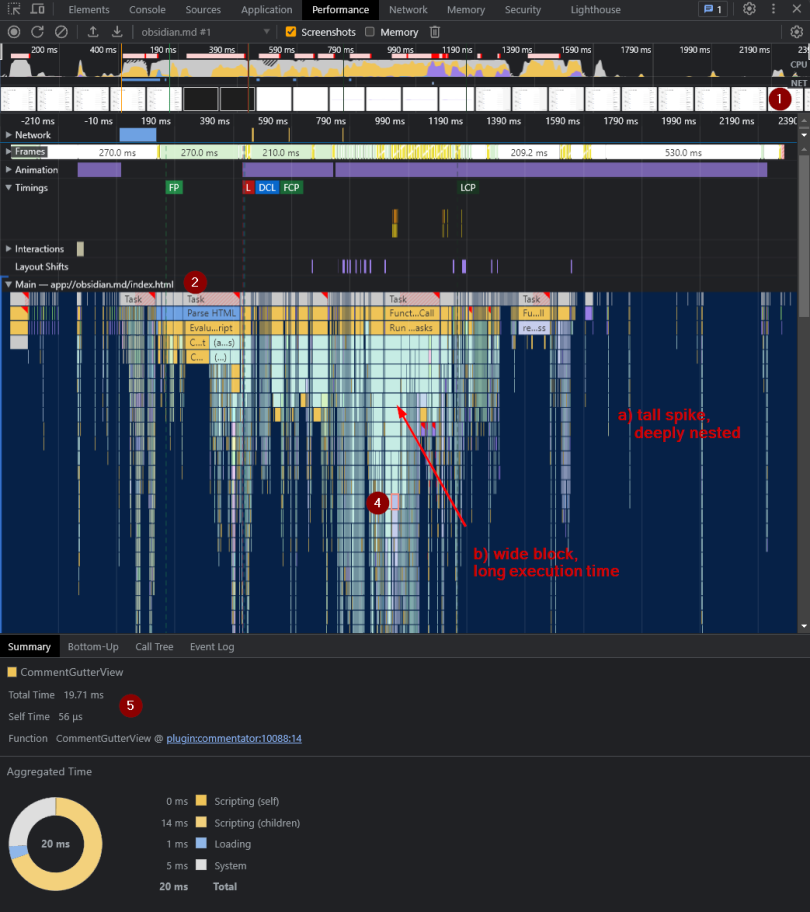 Elements Console Sources Application Performance Network Memory Security Lighthouse 1
obsidian.md #1 Screenshots Memory
200 ms 400 ms 190 ms 390 ms 590 ms 790 ms 990 ms 1190 ms 1390 ms 1590 ms 1790 ms 1990 ms 2190 ms
CPU
NET
1
-210 ms -10 ms 190 ms 390 ms 590 ms 790 ms 990 ms 1190 ms 1390 ms 1590 ms 1790 ms 1990 ms 2190 ms 2390
Network
Frames 270.0 ms 270.0 ms 210.0 ms 209.2 ms 530.0 ms
Animation
Timings FP L DCL FCP LCP
Interactions
Layout Shifts
Main — app://obsidian.md/index.html 2
Task Task Task Task
Parse HTML Funct...Call Fu...ll
Evalu...ript Run ...asks re...ss
C...t (a...s)
C... (...)
a) tall spike,
deeply nested
4
b) wide block,
long execution time
Summary Bottom-Up Call Tree Event Log
CommentGutterView
Total Time 19.71 ms
5
Self Time 56 μs
Function CommentGutterView @ plugin:commentator:10088:14
Aggregated Time
0 ms Scripting (self)
14 ms Scripting (children)
20 ms 1 ms Loading
5 ms System
20 ms Total